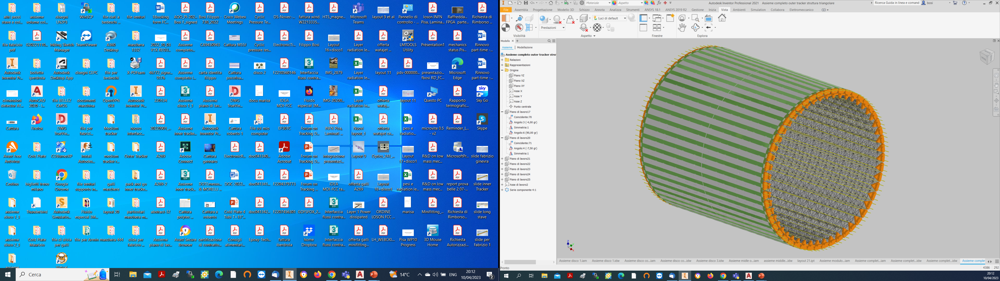 altri pezzi
stave e col...
assieme
volume col...
disegni
LN2P3
WinSCP
file dati a
bedeschi ...
file venturi
1Booking
form FC...
AOO_PI-202...
Bosi F_signed
Bosi Filippo -
730_2022
Cisco Webex
Meetings
Cyclic
Pressure Te...
DS-Novec-...
fattura wind
W2213335...
HTS_magne...
Microsoft
Teams
layout 9 et al
Pannello di
controllo - ...
loson INFN
Pisa, Lamina...
Raffredda...
FPGA parte...
Richiesta di
Rimborso ...
file fabrizio
pdf
G20221110...
Inkling Sketch
Manager
TeamViewer
A360
Desktop
maschera
1332
2022_10_03
VTX REGU...
Assieme
completo...
CA9450943
Cattura M55J
Cyclic
pressure tes...
ElectronicTi...
Filippo Bosi
Layout
16+disco1
Layer
radiation le...
offerta
watajet ...
LMTOOLS
Utility
Présentation1
mechanics
status Pis...
Rinnovo
part-time -...
Autodesk
Inventor Pr...
bollette
iperdrola
Autodesk
Desktop App
disegni CEPC
file per
bedeschi
X-PDFsam
46772_signe...
9176
Assieme
completo l...
carta identita
filippo
Cattura
pocofoa...
disco 2
F2210560146
Interfaccia
flussi contra...
IMG_2879
Layer
radiation le...
layout 11
pdv-000000...
presentazio...
fbosi RD_FC...
Microsoft
Edge
Rinnovo
part-time -...
dimensioni
detector AT...
AutoCAD
2020 - I...
file BELLE2
CMOS
documenti
macchina
OpenVPN
GUI
Autodesk
Inventor Pr...
220134
Assieme
disco 1_1
Assieme
piano di lav...
DWG
TrueVie...
docu marisa
IDEA
MDI-FCC
Fluido
especial 3M...
IMG-20200...
Layer
radiation le...
offerta
wataj...
layout 11
Questo PC
Rapporto
termografic...
Sky Go
Cattura
Firefox
DWG
TrueVie...
file per
fabrizi...
Medium
tracker
nuovo
interfacc...
20220901_...
Assieme
inner tracke...
Autodesk
Inventor Pr...
Cattura
roberto 1
File sul mio
computer
EP30TC
Forum on
Tracking D...
INFN Pisa,
Laminati ...
Nuovi
layout_1
offerta
watajet ce...
pesi e
radiatio...
microvite 0.5
- v2
Reminder_L...
Skype
Avast Free
Antivirus
Cold Plate
CDBurnerXP
Install
Autodes...
medium
tracker r...
Outer Tracker
A269
Adobe
Connect
Cattura
gennaro
ElectronicR...
doc041340...
Adobe
Acrobat
Forum on
Tracking D...
integrazione
presentazi...
Layout 9
Optics_241_...
Layout
17+disco1
R&D on low
mass mec...
MicrosoftPr...
slide fabrizio
ginevra
Cestino
biglietti treno
milano
Google
Chrome
file venturi
supporto in...
galli
maschere
pack and go
inner tracke...
A269-2
Assieme
inner track...
DDTEmesso...
& MORELLI ...
DOC-2022...
doc041341...
F2204379773
Forum on
Tracking ...
IDEA
MDI-FCC ta...
offerta galli
A269
Layout
18+disco1
pesi e
radiation le...
R&D on low
mass mec...
report prova
belle 2 07-...
slide inner
Tracker
assieme
disco 1_1
Thunderbird
Autodesk
Simulatio...
Fluido
especial 3M...
layout 20
particolari
maschera m...
abstract-32
Cattura
polytec ...
Cattura x
roberto
Cold Plate 4
Tubi T=15°...
doc041342...
F2207456301
GDFSFOX_2...
Interfaccia
flussi contra...
Layer 1 Power
dissipated
ORDINE
LOSON FCC ...
marisa
Minifitting_...
Richiesta di
Rimborso...
slide long
stave
assieme
disco 2_1
Cold Plate
Maurizio
file di silvia
per galli
file per Armin
maschera 444
slide per
fabrizio ...
Assieme
piano di lav...
Avast Secure
Browser
certificazione
di contratto...
Consigli
alimentari...
Epoxy-Tech...
fattura
iberdrola
home
Dropbox
Interfaccia
flussi contra...
offerta galli
minifitting...
LH_WEBCKI...
Pisa WP10
Progress
3D Mouse
Home
Richiesta
Autorizzazi...
slide per
Fabrizio 1
assieme
Virtual
Cerca
14°C
ENG
20:12
10/04/2023
2
Materiale
Aspetto
Autodesk Inventor Professional 2021 Assieme completo outer tracker struttura triangolare
Ricerca Guida in linea e comand
bosi
File
Assembla
Progettazione
Modello 3D
Schizzo
Annota
Analizza
Strumenti
ANSYS 18.1
ANSYS 2019 R2
Gestione
Inizia
Vista
Ambienti
Simulation
Collabora
Elettromeccanico
Luci di default
Prestazioni
Visibilità
Aspetto
Finestre
Esplora
Modello
Assieme
Modellazione
Assieme completo outer tracker strut
Relazioni
Rappresentazioni
Origine
Piano YZ
Piano XZ
Piano XY
Asse X
Asse Y
Asse Z
Punto centrale
Piano di lavoro17
Coincidente:70
Angolo:3 (-4,00 gr)
Simmetria:1
Angolo:6 (90,00 gr)
Piano di lavoro20
Coincidente:71
Angolo:4 (-7,50 gr)
Simmetria:1
Piano di lavoro21
Piano di lavoro22
Piano di lavoro23
Piano di lavoro24
Piano di lavoro25
Asse di lavoro2
Serie componente 4:1
Assieme disco 1.iam
Assieme disco 1.idw
Assieme disco co...iam
Assieme disco co...idw
Assieme disco 3.idw
Assieme midle o...iam
assieme middle...idw
layout 21.ipt
Assieme modulo...iam
Assieme complet...iam
Assieme complet...idw
Assieme complet...idw
Assieme comple
Pronto
4386
292
20:12
10/04/2023